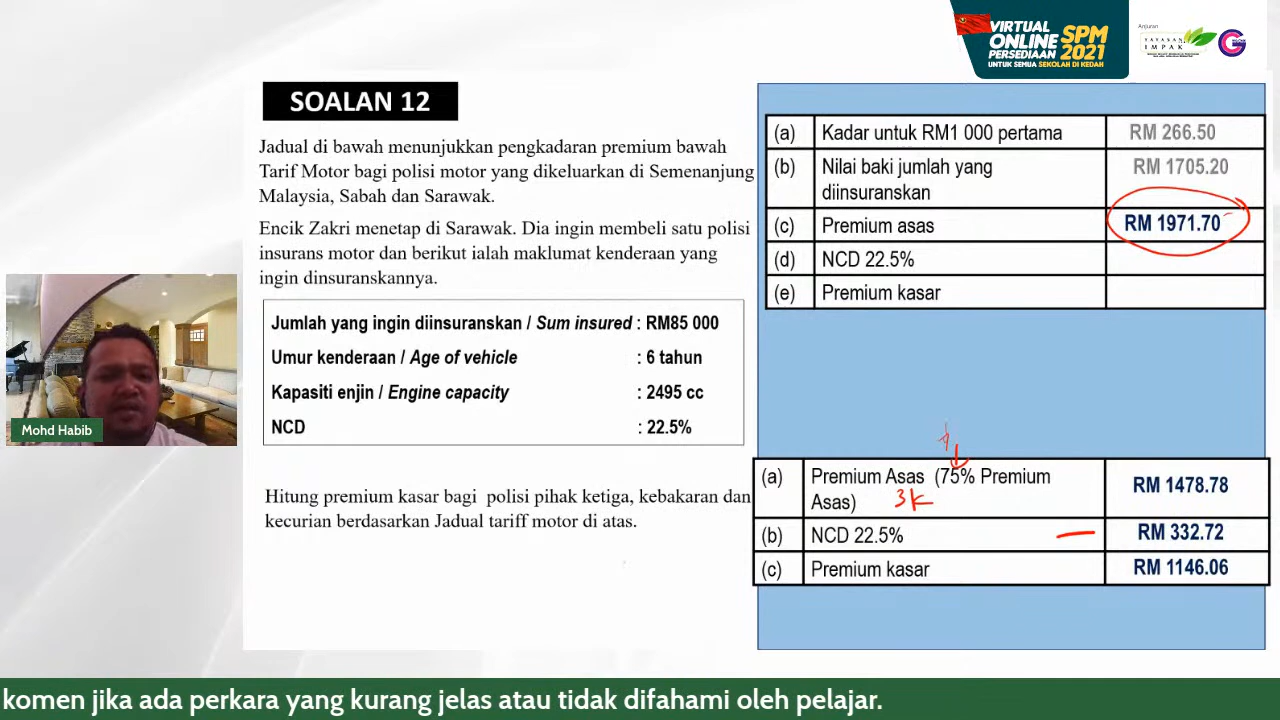 VIRTUAL
ONLINE
PERSEDIAAN
SPM
2021
UNTUK SEMUA SEKOLAH DI KEDAH
Anjuran
YAYASAN
IMPAK
SOALAN 12
Jadual di bawah menunjukkan pengkadaran premium bawah
Tarif Motor bagi polisi motor yang dikeluarkan di Semenanjung
Malaysia, Sabah dan Sarawak.
Encik Zakri menetap di Sarawak. Dia ingin membeli satu polisi
insurans motor dan berikut ialah maklumat kenderaan yang
ingin dinsuranskannya.
Jumlah yang ingin diinsuranskan / Sum insured : RM85 000
Umur kenderaan / Age of vehicle : 6 tahun
Kapasiti enjin / Engine capacity : 2495 cc
NCD : 22.5%
Hitung premium kasar bagi polisi pihak ketiga, kebakaran dan
kecurian berdasarkan Jadual tariff motor di atas.
(a) Kadar untuk RM1 000 pertama RM 266.50
(b) Nilai baki jumlah yang RM 1705.20
diinsuranskan
(c) Premium asas RM 1971.70
(d) NCD 22.5%
(e) Premium kasar
(a) Premium Asas (75% Premium RM 1478.78
Asas) 3K
(b) NCD 22.5% RM 332.72
(c) Premium kasar RM 1146.06
Mohd Habib
komen jika ada perkara yang kurang jelas atau tidak difahami oleh pelajar.